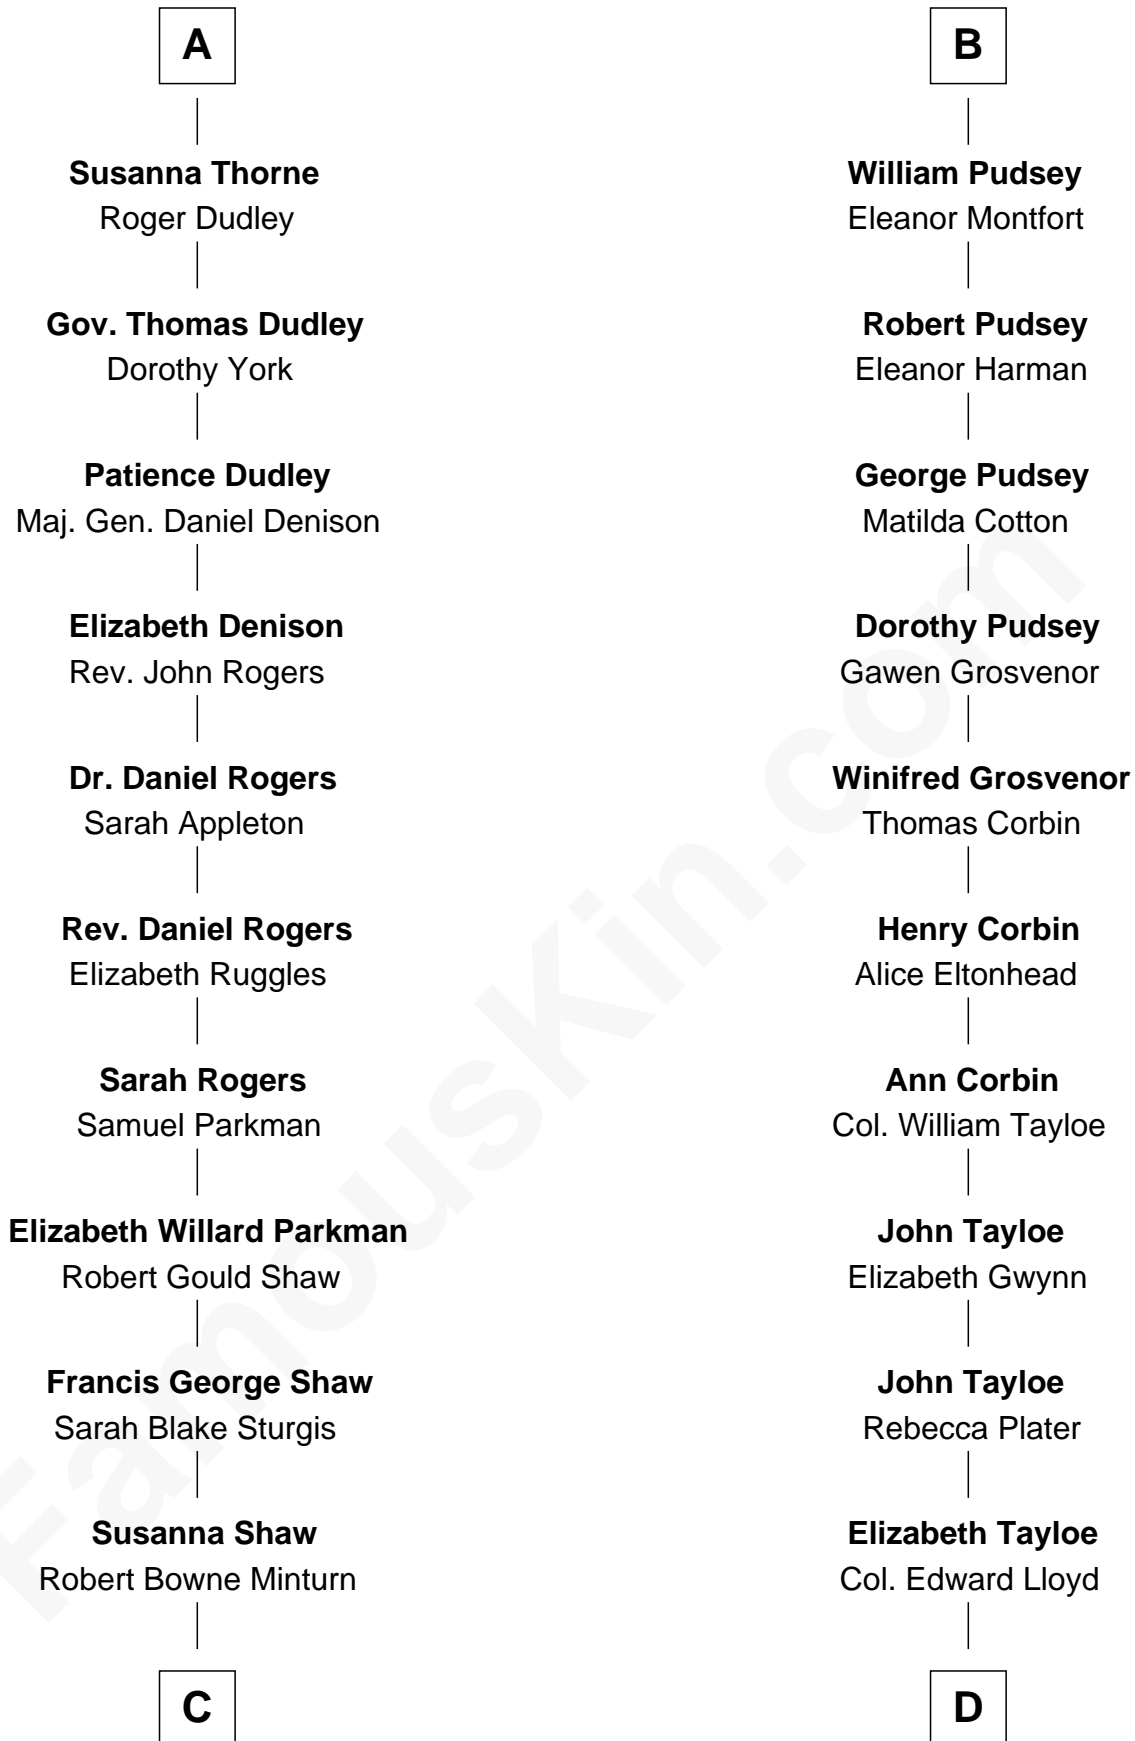 A
Susanna Thorne
Roger Dudley
Gov. Thomas Dudley
Dorothy York
Patience Dudley
Maj. Gen. Daniel Denison
Elizabeth Denison
Rev. John Rogers
Dr. Daniel Rogers
Sarah Appleton
Rev. Daniel Rogers
Elizabeth Ruggles
Sarah Rogers
Samuel Parkman
Elizabeth Willard Parkman
Robert Gould Shaw
Francis George Shaw
Sarah Blake Sturgis
Susanna Shaw
Robert Bowne Minturn
C
B
William Pudsey
Eleanor Montfort
Robert Pudsey
Eleanor Harman
George Pudsey
Matilda Cotton
Dorothy Pudsey
Gawen Grosvenor
Winifred Grosvenor
Thomas Corbin
Henry Corbin
Alice Eltonhead
Ann Corbin
Col. William Tayloe
John Tayloe
Elizabeth Gwynn
John Tayloe
Rebecca Plater
Elizabeth Tayloe
Col. Edward Lloyd
D
FamousKin.com